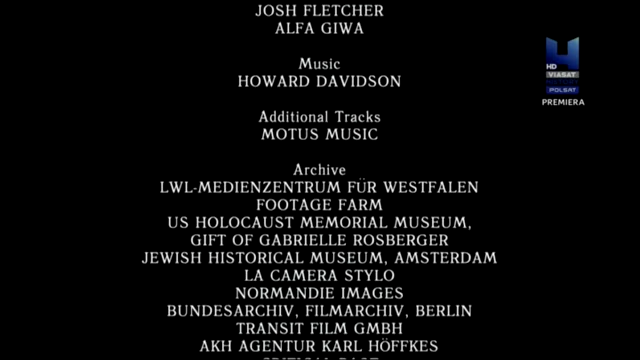 JOSH FLETCHER
ALFA GIWA
Music
HOWARD DAVIDSON
Additional Tracks
MOTUS MUSIC
Archive
LWL-MEDIENZENTRUM FÜR WESTFALEN
FOOTAGE FARM
US HOLOCAUST MEMORIAL MUSEUM,
GIFT OF GABRIELLE ROSBERGER
JEWISH HISTORICAL MUSEUM, AMSTERDAM
LA CAMERA STYLO
NORMANDIE IMAGES
BUNDESARCHIV, FILMARCHIV, BERLIN
TRANSIT FILM GMBH
AKH AGENTUR KARL HÖFFKES
HD
VIASAT
POLSAT
PREMIERA